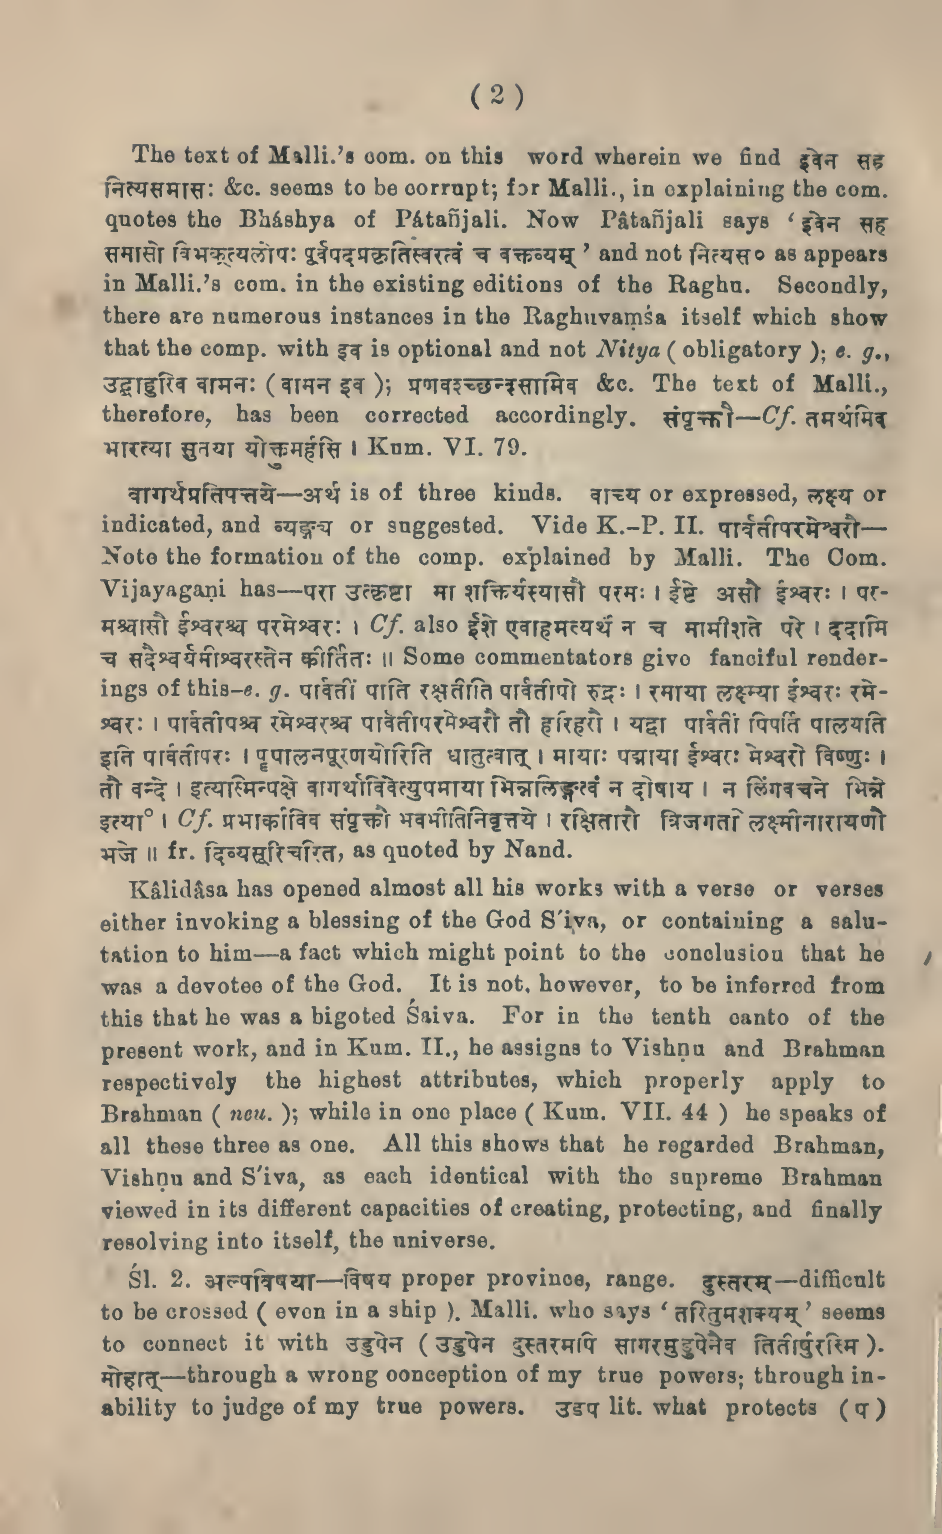 ( 2 )
The text of Malli.'s com. on this word wherein we find इवेन सह
नित्यसमासः &c. seems to be corrupt; for Malli., in explaining the com.
quotes the Bháshya of Pátañjali. Now Pâtañjali says ‘ इवेन सह
समासो विभक्त्यलोपः पूर्वपदप्रकृतिस्वरत्वं च वक्तव्यम् ’ and not नित्यस० as appears
in Malli.'s com. in the existing editions of the Raghu. Secondly,
there are numerous instances in the Raghuvaṃśa itself which show
that the comp. with इव is optional and not Nitya ( obligatory ); e. g.,
उद्बाहुरिव वामनः ( वामन इव ); प्रणवश्छन्दसामिव &c. The text of Malli.,
therefore, has been corrected accordingly. संपृक्तौ—Cf. तमर्थमिव
भारत्या सुतया योक्तुमर्हसि । Kum. VI. 79.
वागर्थप्रतिपत्तये—अर्थ is of three kinds. वाच्य or expressed, लक्ष्य or
indicated, and व्यङ्ग्य or suggested. Vide K.-P. II. पार्वतीपरमेश्वरौ—
Note the formation of the comp. explained by Malli. The Com.
Vijayagaṇi has—परा उत्कृष्टा मा शक्तिर्यस्यासौ परमः । ईष्टे असौ ईश्वरः । पर-
मश्चासौ ईश्वरश्च परमेश्वरः । Cf. also ईशे एवाहमत्यर्थं न च मामीशते परे । ददामि
च सदैश्वर्यमीश्वरस्तेन कीर्तितः ॥ Some commentators give fanciful render-
ings of this-e. g. पार्वतीं पाति रक्षतीति पार्वतीपो रुद्रः । रमाया लक्ष्म्या ईश्वरः रमे-
श्वरः । पार्वतीपश्च रमेश्वरश्च पार्वतीपरमेश्वरौ तौ हरिहरौ । यद्वा पार्वतीं पिपर्ति पालयति
इति पार्वतीपरः । पॄपालनपूरणयोरिति धातुत्वात् । मायाः पद्माया ईश्वरः मेश्वरो विष्णुः ।
तौ वन्दे । इत्यास्मिन्पक्षे वागर्थाविवेत्युपमाया भिन्नलिङ्गत्वं न दोषाय । न लिंगवचने भिन्ने
इत्या° । Cf. प्रभार्काविव संपृक्तौ भवभीतिनिवृत्तये । रक्षितारौ त्रिजगतां लक्ष्मीनारायणौ
भजे ॥ fr. दिव्यसूरिचरित, as quoted by Nand.
Kâlidâsa has opened almost all his works with a verse or verses
either invoking a blessing of the God S'iva, or containing a salu-
tation to him—a fact which might point to the conclusion that he
was a devotee of the God. It is not, however, to be inferred from
this that he was a bigoted Śaiva. For in the tenth canto of the
present work, and in Kum. II., he assigns to Vishṇu and Brahman
respectively the highest attributes, which properly apply to
Brahman ( neu. ); while in one place ( Kum. VII. 44 ) he speaks of
all these three as one. All this shows that he regarded Brahman,
Vishṇu and S'iva, as each identical with the supreme Brahman
viewed in its different capacities of creating, protecting, and finally
resolving into itself, the universe.
Śl. 2. अल्पविषया—विषय proper province, range. दुस्तरम्—difficult
to be crossed ( even in a ship ). Malli. who says ‘ तरितुमशक्यम् ’ seems
to connect it with उडुपेन ( उडुपेन दुस्तरमपि सागरमुडुपेनैव तितीर्षुरस्मि ).
मोहात्—through a wrong conception of my true powers; through in-
ability to judge of my true powers. उडप lit. what protects ( प )